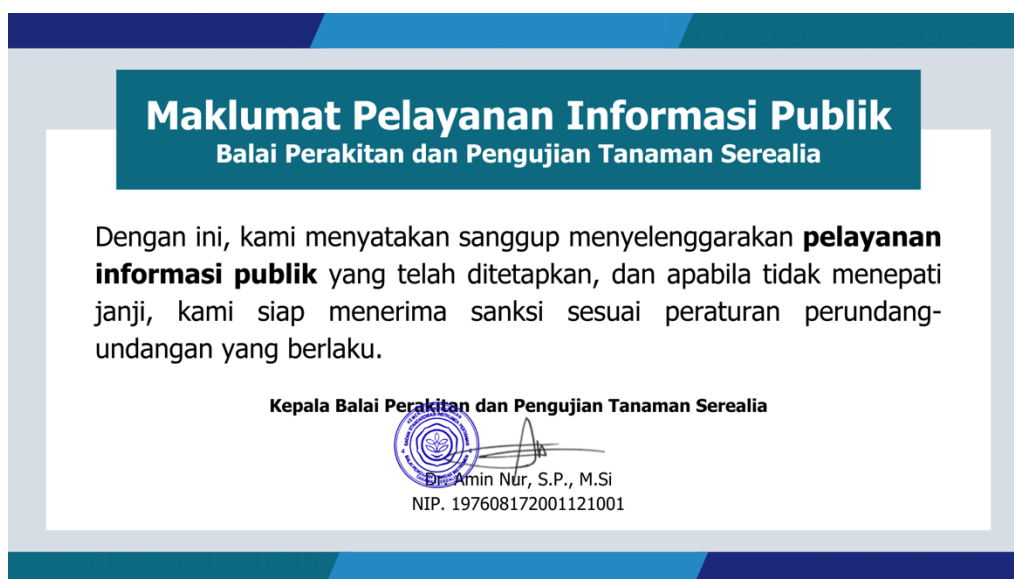 Maklumat Pelayanan Informasi Publik
Balai Perakitan dan Pengujian Tanaman Serealia
Dengan ini, kami menyatakan sanggup menyelenggarakan pelayanan
informasi publik yang telah ditetapkan, dan apabila tidak menepati
janji, kami siap menerima sanksi sesuai peraturan perundang-
undangan yang berlaku.
Kepala Balai Perakitan dan Pengujian Tanaman Serealia
Dr. Amin Nur, S.P., M.Si
NIP. 197608172001121001